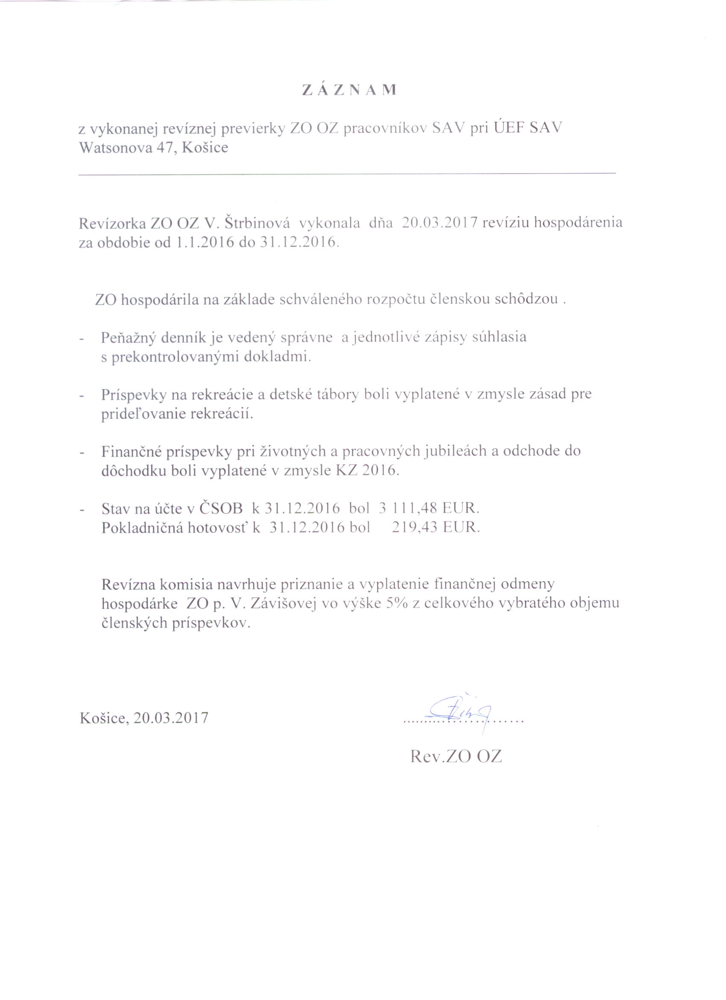 Z Á Z N A M
z vykonanej revíznej previerky ZO OZ pracovníkov SAV pri ÚEF SAV
Watsonova 47, Košice
Revízorka ZO OZ V. Štrbinová vykonala dňa 20.03.2017 revíziu hospodárenia
za obdobie od 1.1.2016 do 31.12.2016.
ZO hospodárila na základe schváleného rozpočtu členskou schôdzou .
- Peňažný denník je vedený správne a jednotlivé zápisy súhlasia
s prekontrolovanými dokladmi.
- Príspevky na rekreácie a detské tábory boli vyplatené v zmysle zásad pre
prideľovanie rekreácií.
- Finančné príspevky pri životných a pracovných jubileách a odchode do
dôchodku boli vyplatené v zmysle KZ 2016.
- Stav na účte v ČSOB k 31.12.2016 bol 3 111,48 EUR.
Pokladničná hotovosť k 31.12.2016 bol 219,43 EUR.
Revízna komisia navrhuje priznanie a vyplatenie finančnej odmeny
hospodárke ZO p. V. Závišovej vo výške 5% z celkového vybratého objemu
členských príspevkov.
Košice, 20.03.2017
Rev.ZO OZ